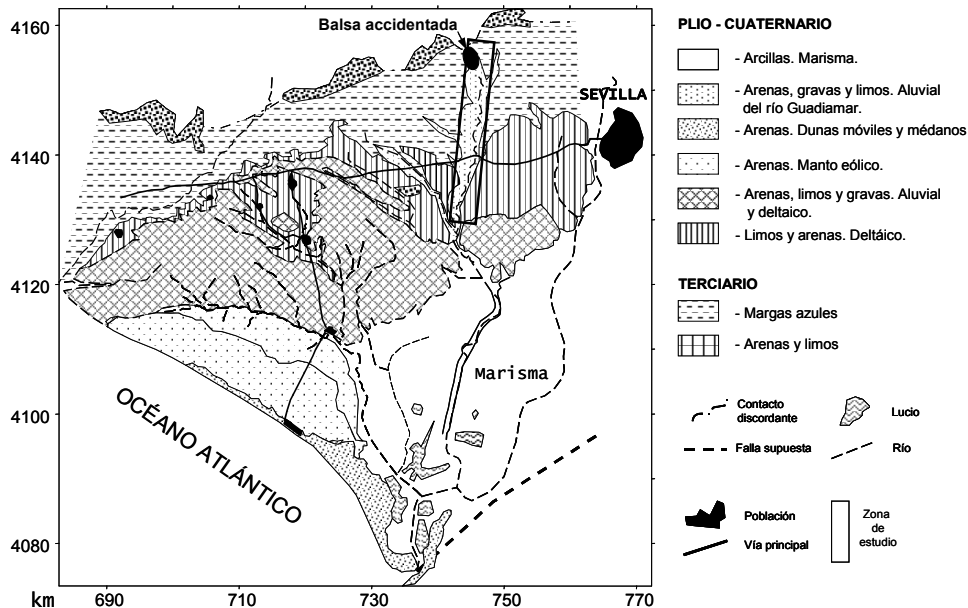 4160
4140
4120
4100
4080
km
690
710
730
750
770
Balsa accidentada
SEVILLA
Marisma
OCÉANO ATLÁNTICO
PLIO - CUATERNARIO
- Arcillas. Marisma.
- Arenas, gravas y limos. Aluvial
del río Guadiamar.
- Arenas. Dunas móviles y médanos
- Arenas. Manto eólico.
- Arenas, limos y gravas. Aluvial
y deltaico.
- Limos y arenas. Deltáico.
TERCIARIO
- Margas azules
- Arenas y limos
Contacto
discordante
Lucio
Falla supuesta
Río
Población
Vía principal
Zona
de
estudio